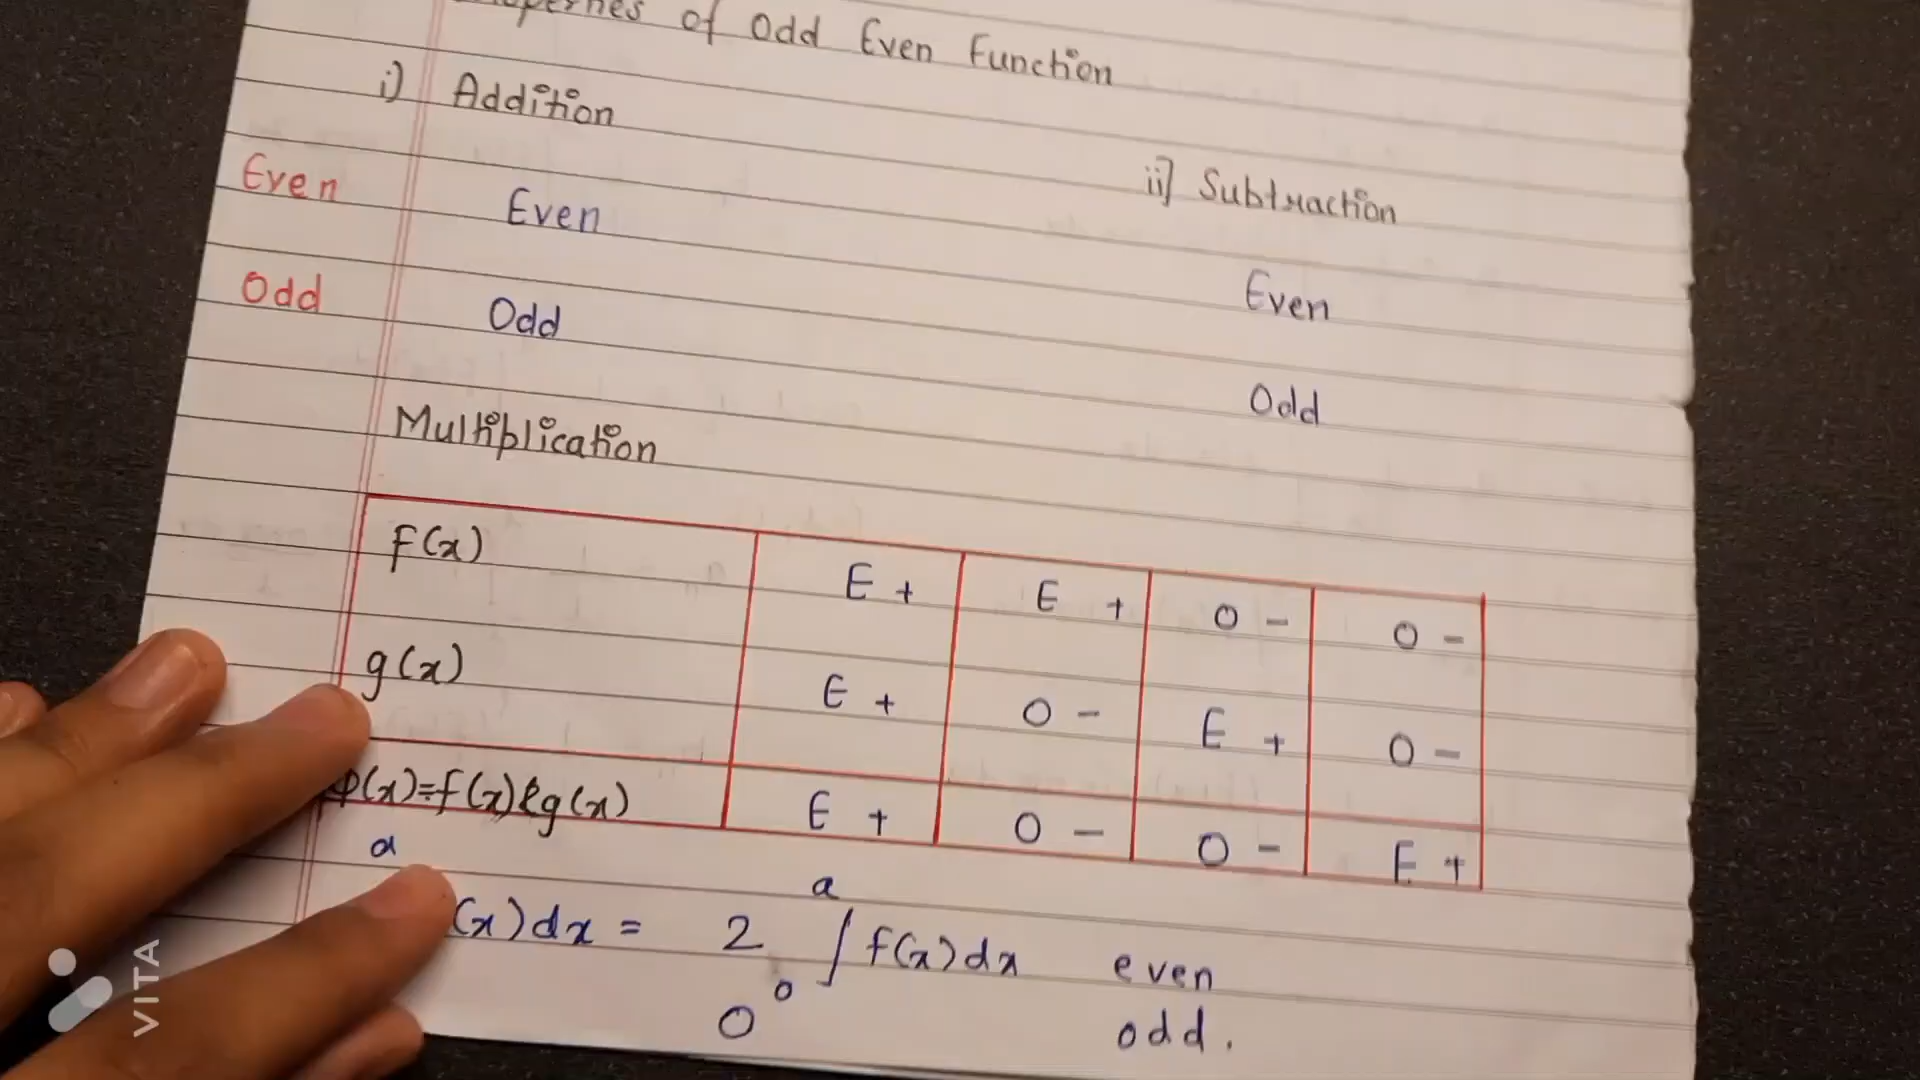 of Odd Even Function
i) Addition
ii] Subtraction
Even Even Even
Odd Odd Odd
Multiplication
f(x) E + E + O - O -
g(x) E + O - E + O -
φ(x)=f(x)&g(x) E + O - O - E +
a a
(x)dx = 2 ∫ f(x)dx even
0
0 odd.
VITA